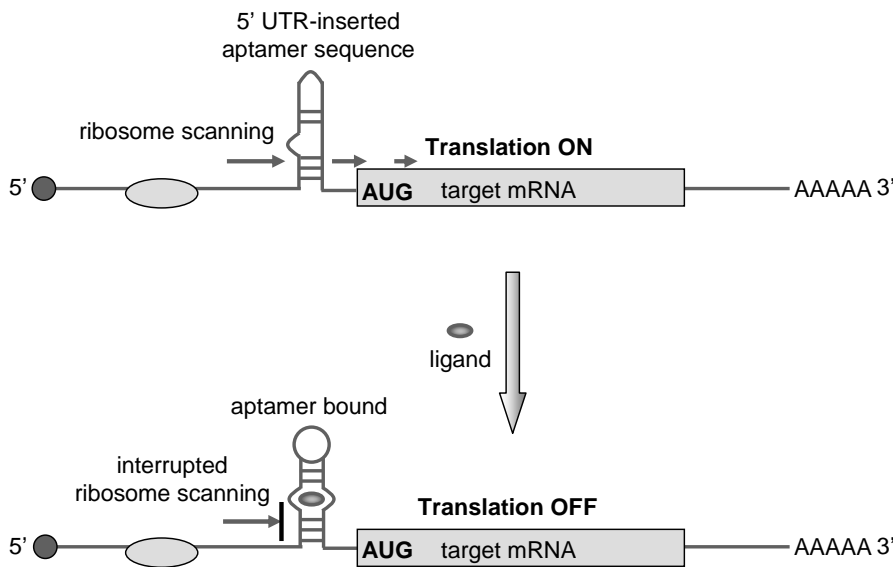 5’ UTR-inserted
aptamer sequence
ribosome scanning
Translation ON
5’
AUG target mRNA
AAAAA 3’
ligand
aptamer bound
interrupted
ribosome scanning
Translation OFF
5’
AUG target mRNA
AAAAA 3’